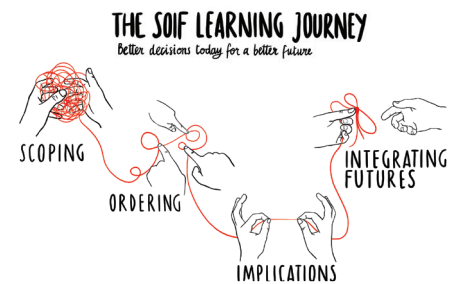 THE SOIF LEARNING JOURNEY
Better decisions today for a better future
SCOPING
ORDERING
IMPLICATIONS
INTEGRATING
FUTURES